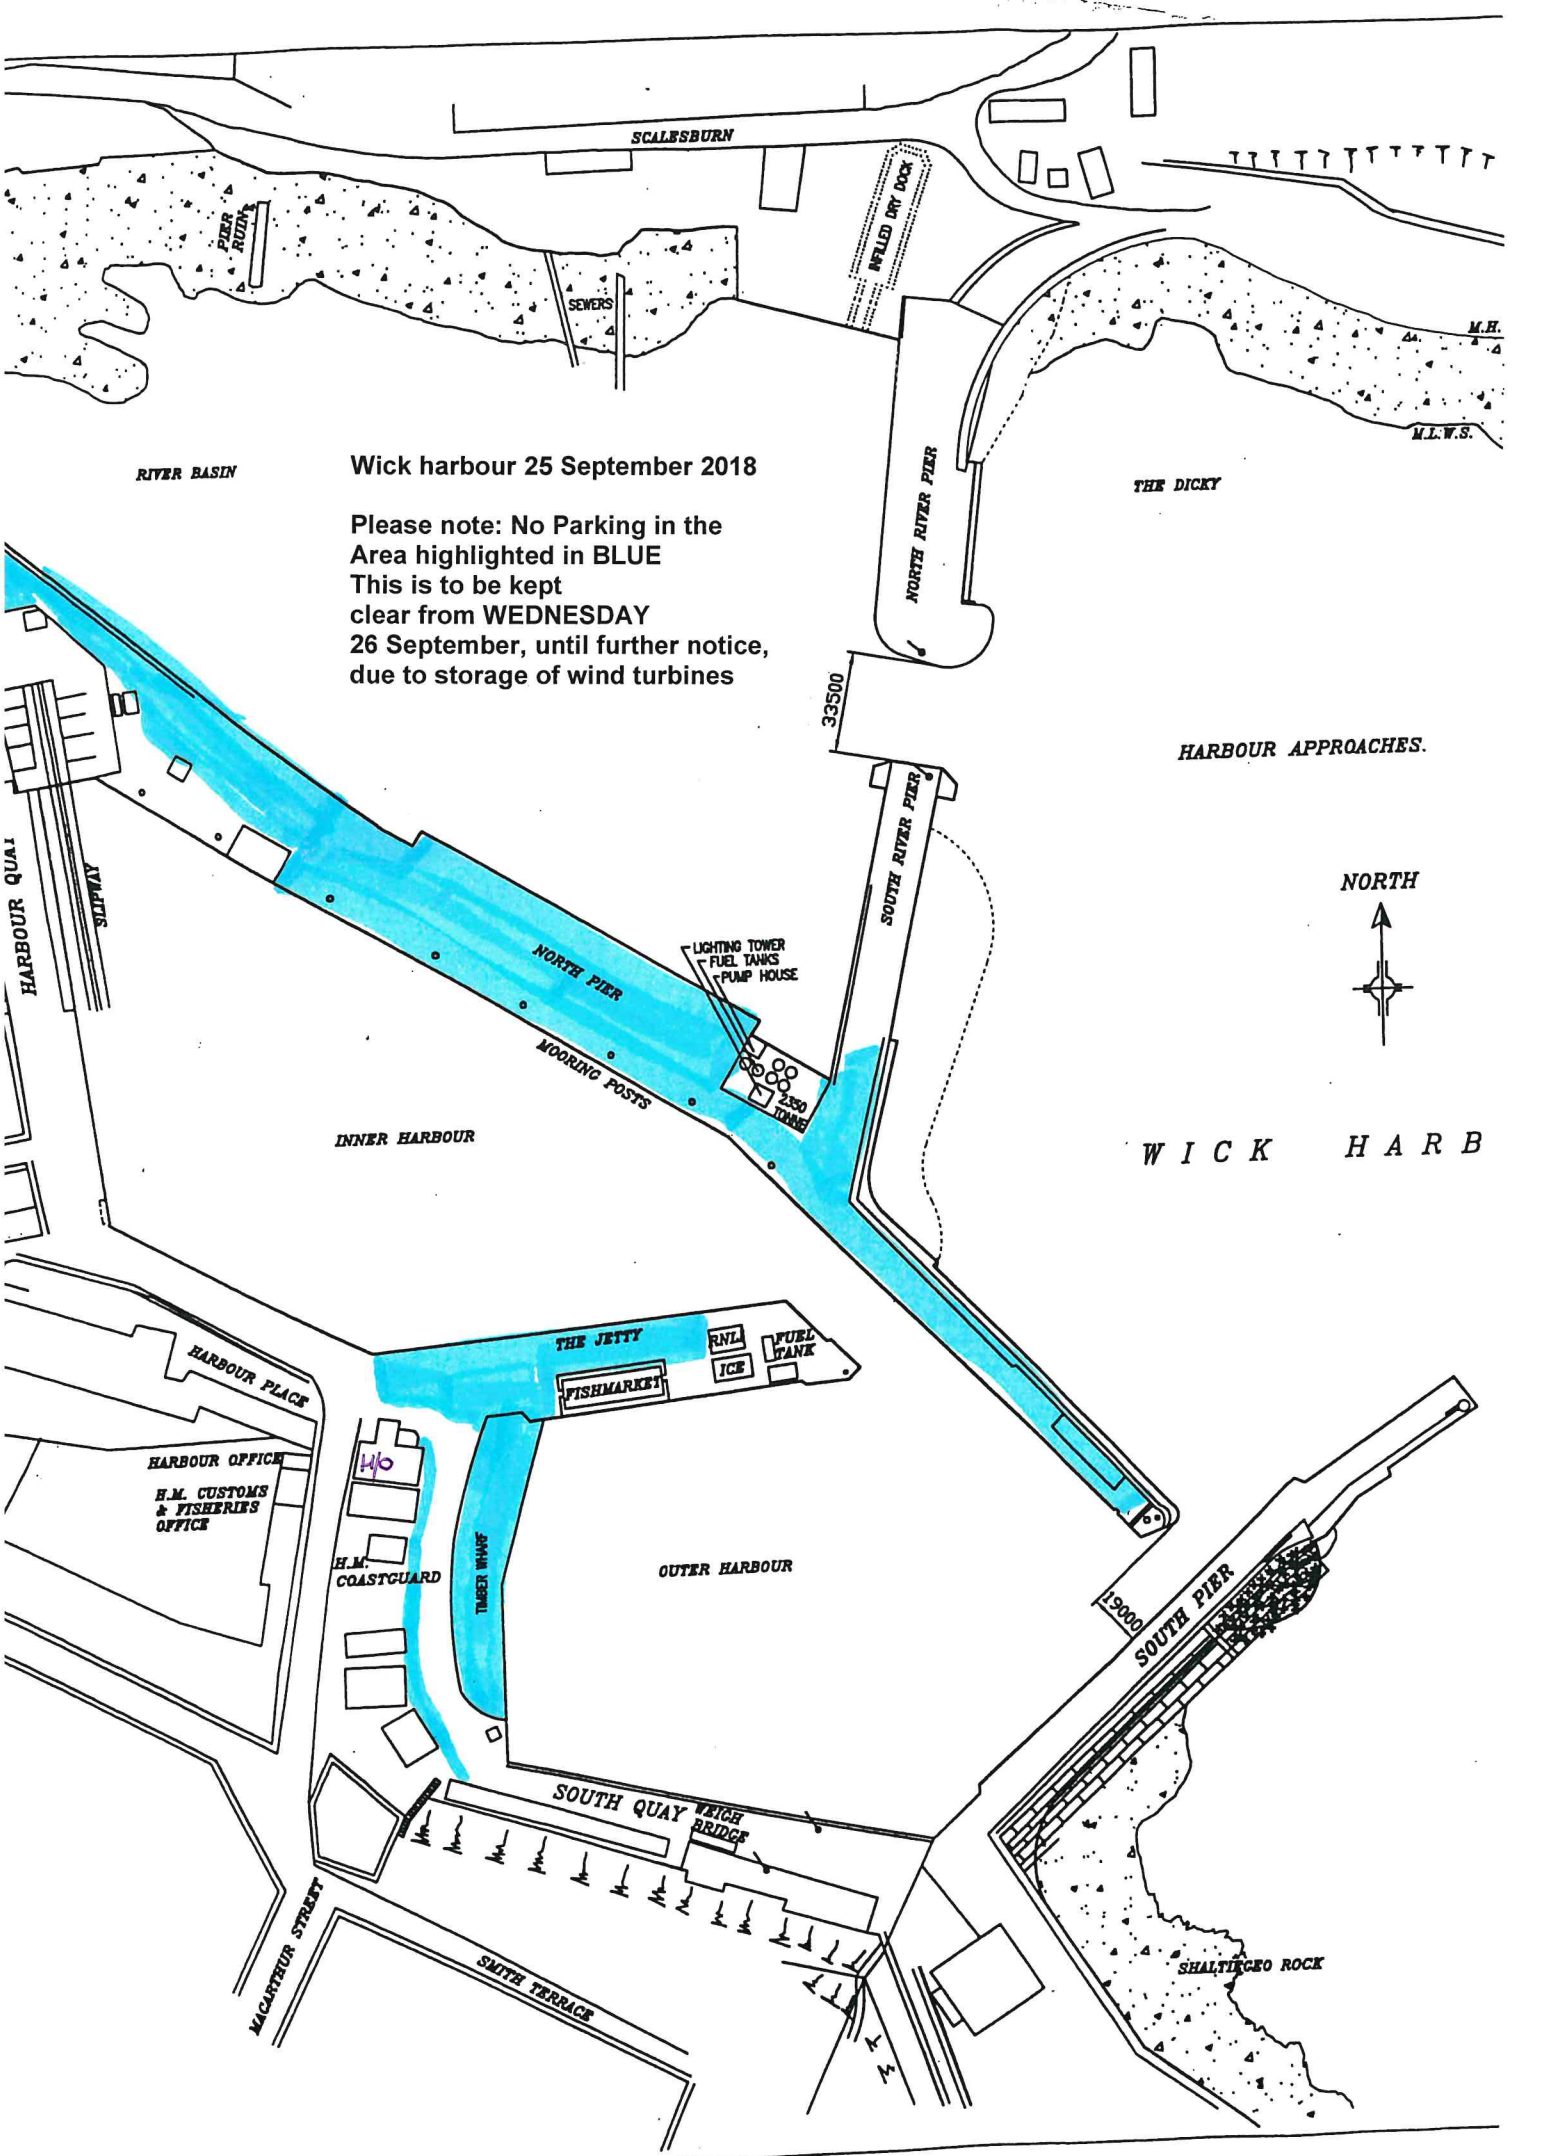 SCALESBURN
INFILLED DRY DOCK
PIER
RUIN
SEWERS
M.H.
M.L.W.S.
RIVER BASIN
Wick harbour 25 September 2018
Please note: No Parking in the
Area highlighted in BLUE
This is to be kept
clear from WEDNESDAY
26 September, until further notice,
due to storage of wind turbines
NORTH RIVER PIER
THE DICKY
33500
HARBOUR APPROACHES.
SOUTH RIVER PIER
NORTH
HARBOUR QUAY
SLIPWAY
NORTH PIER
LIGHTING TOWER
FUEL TANKS
PUMP HOUSE
2350
TONNE
MOORING POSTS
INNER HARBOUR
WICK HARB
THE JETTY
RNLI
FUEL
TANK
ICE
FISHMARKET
HARBOUR PLACE
HARBOUR OFFICE
H/O
H.M. CUSTOMS
& FISHERIES
OFFICE
H.M.
COASTGUARD
TIMBER WHARF
OUTER HARBOUR
19000
SOUTH PIER
SOUTH QUAY
WEIGH
BRIDGE
MACARTHUR STREET
SMITH TERRACE
SHALTIEGEO ROCK